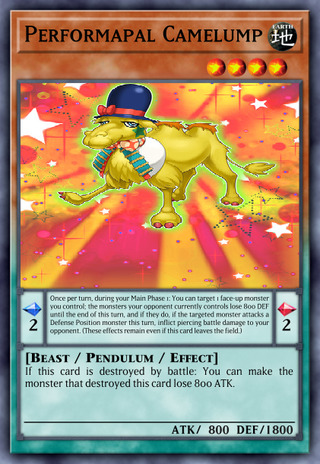 Performapal Camelump
EARTH
地
Once per turn, during your Main Phase 1: You can target 1 face-up monster
you control; the monsters your opponent currently controls lose 800 DEF
until the end of this turn, and if they do, if the targeted monster attacks a
Defense Position monster this turn, inflict piercing battle damage to your
opponent. (These effects remain even if this card leaves the field.)
2
2
[Beast / Pendulum / Effect]
If this card is destroyed by battle: You can make the
monster that destroyed this card lose 800 ATK.
ATK/ 800 DEF/1800